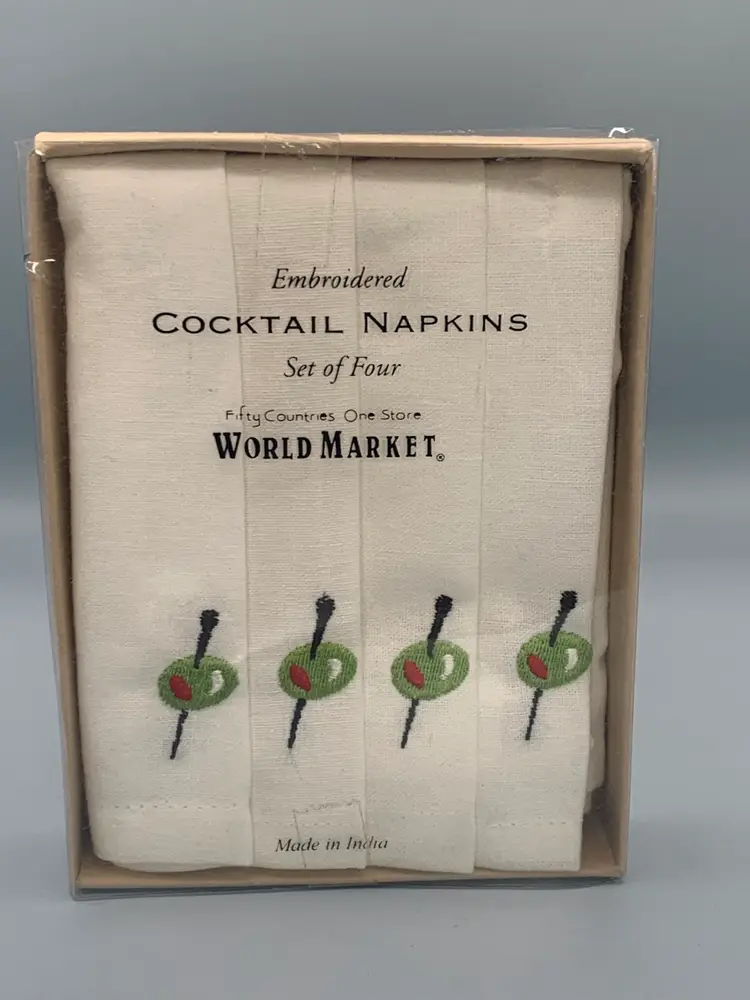 Embroidered
COCKTAIL NAPKINS
Set of Four
Fifty Countries One Store
WORLD MARKET®
Made in India